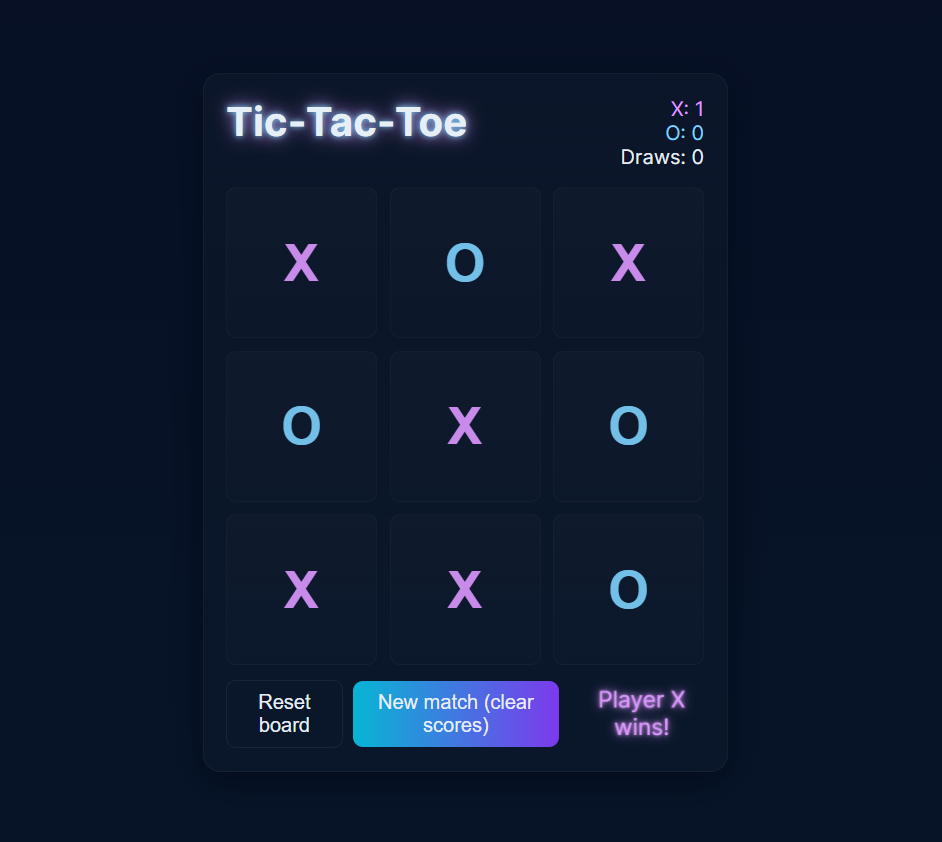 Tic-Tac-Toe
X: 1
O: 0
Draws: 0
X O X
O X O
X X O
Reset
board
New match (clear
scores)
Player X
wins!